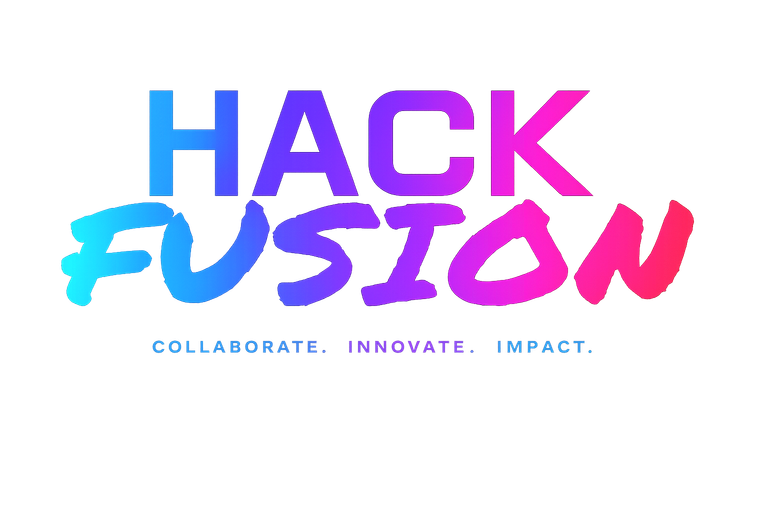 HACK
FUSION
COLLABORATE. INNOVATE. IMPACT.